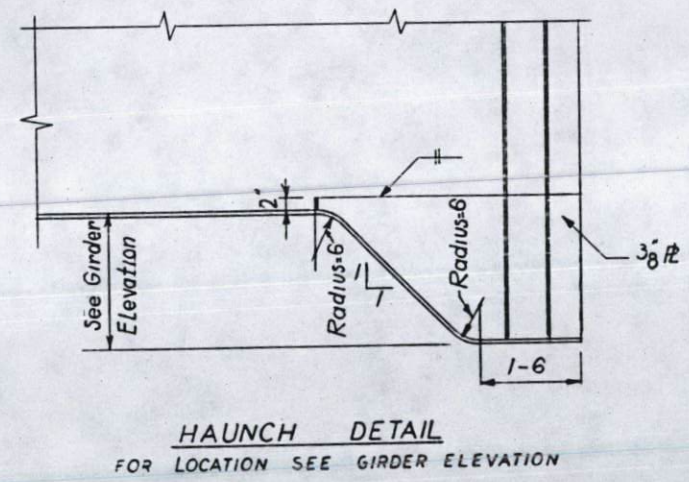 2"
See Girder
Elevation
Radius=6"
1
1
Radius=6"
3/8" ℙL
1-6
HAUNCH DETAIL
FOR LOCATION SEE GIRDER ELEVATION